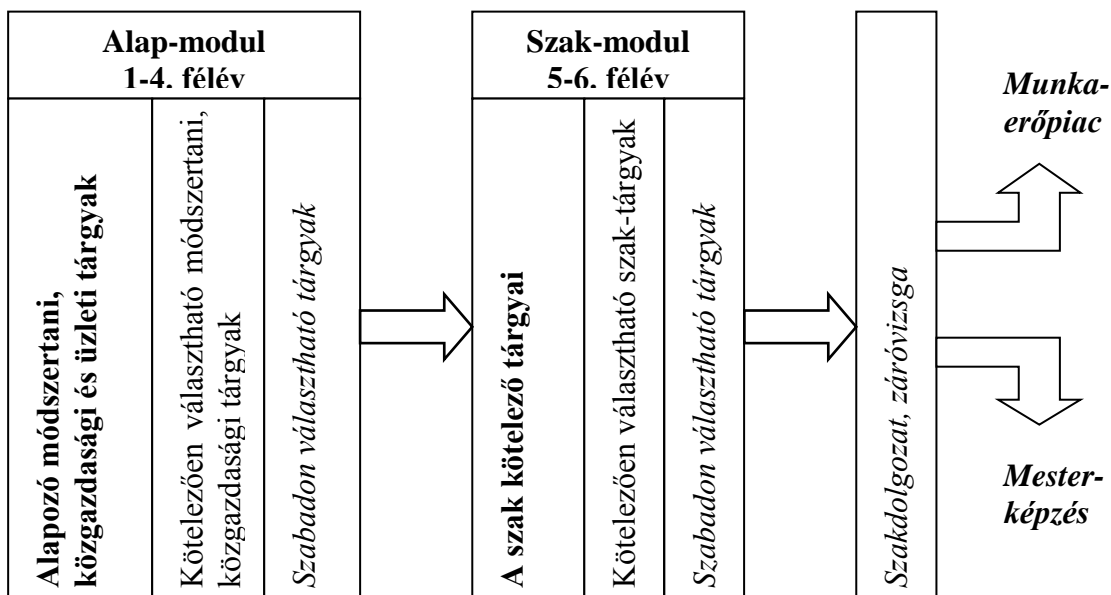 Alap-modul
1-4. félév
Alapozó módszertani,
közgazdasági és üzleti tárgyak
Kötelezően választható módszertani,
közgazdasági tárgyak
Szabadon választható tárgyak
Szak-modul
5-6. félév
A szak kötelező tárgyai
Kötelezően választható szak-tárgyak
Szabadon választható tárgyak
Szakdolgozat, záróvizsga
Munka-
erőpiac
Mester-
képzés